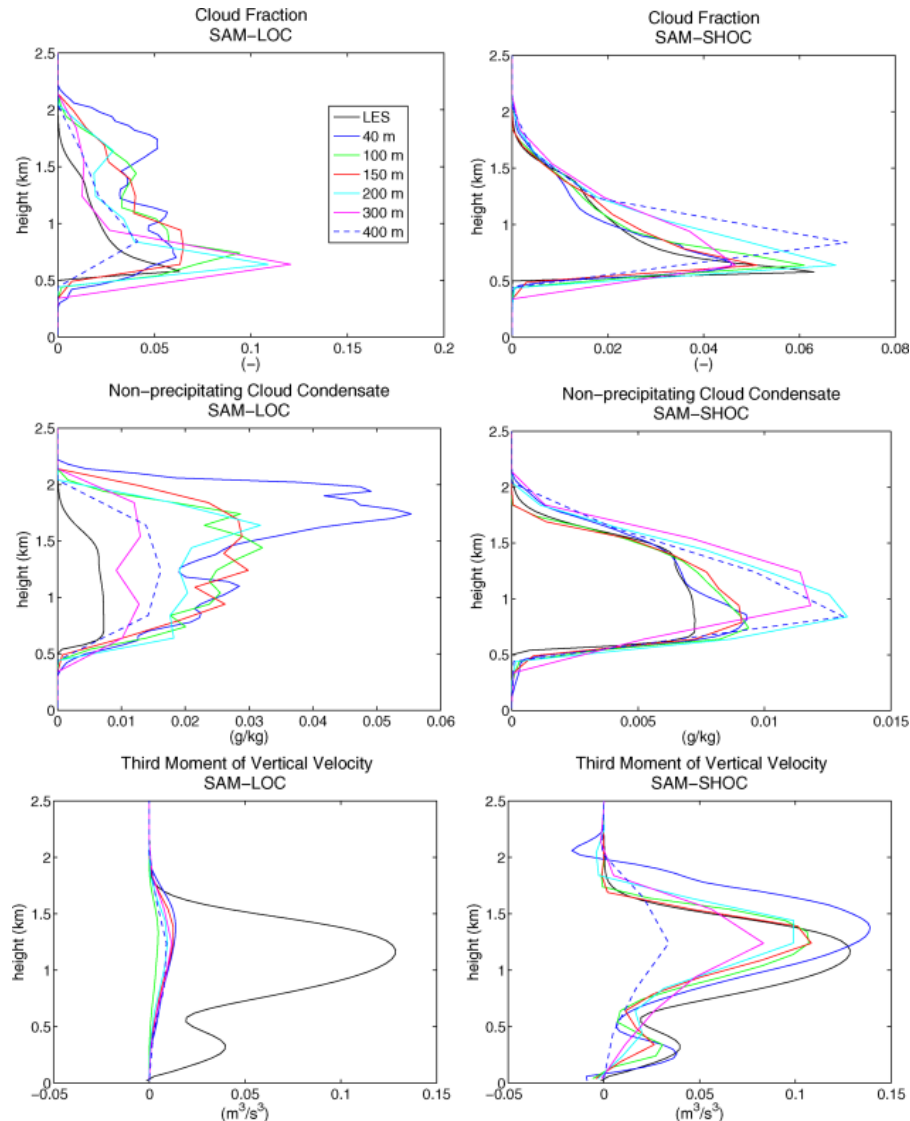 Cloud Fraction
SAM−LOC
2.5
2
1.5
1
0.5
0
height (km)
0
0.05
0.1
0.15
0.2
(−)
LES
40 m
100 m
150 m
200 m
300 m
400 m
Cloud Fraction
SAM−SHOC
2.5
2
1.5
1
0.5
0
height (km)
0
0.02
0.04
0.06
0.08
(−)
Non−precipitating Cloud Condensate
SAM−LOC
2.5
2
1.5
1
0.5
0
height (km)
0
0.01
0.02
0.03
0.04
0.05
0.06
(g/kg)
Non−precipitating Cloud Condensate
SAM−SHOC
2.5
2
1.5
1
0.5
0
height (km)
0
0.005
0.01
0.015
(g/kg)
Third Moment of Vertical Velocity
SAM−LOC
2.5
2
1.5
1
0.5
0
height (km)
−0.05
0
0.05
0.1
0.15
(m³/s³)
Third Moment of Vertical Velocity
SAM−SHOC
2.5
2
1.5
1
0.5
0
height (km)
−0.05
0
0.05
0.1
0.15
(m³/s³)